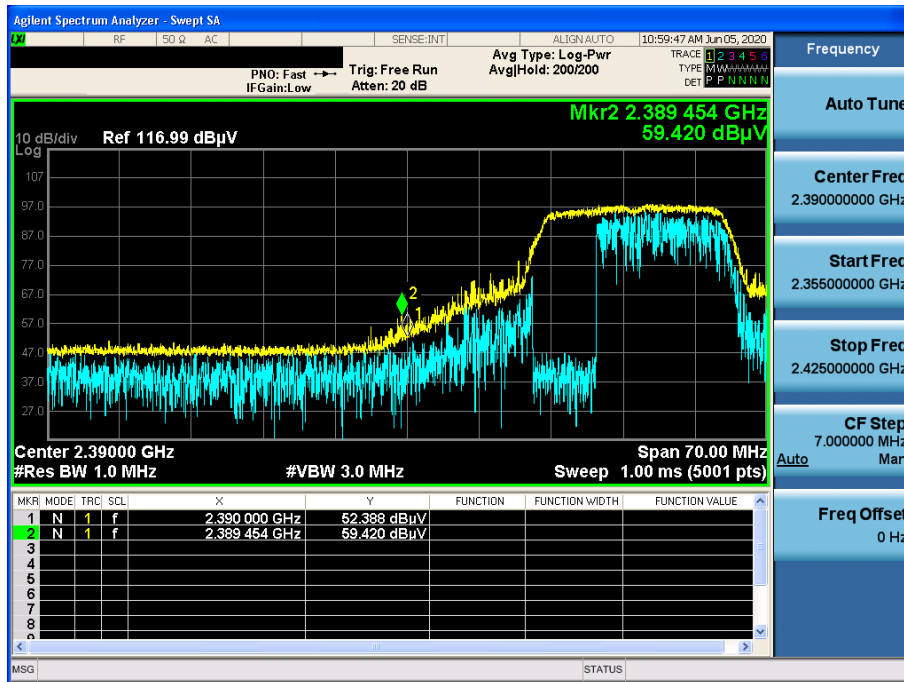 Agilent Spectrum Analyzer - Swept SA
LXI RF 50 Ω AC SENSE:INT ALIGN AUTO 10:59:47 AM Jun 05, 2020
PNO: Fast Trig: Free Run Avg Type: Log-Pwr TRACE 1 2 3 4 5 6
IFGain:Low Atten: 20 dB Avg|Hold: 200/200 TYPE M W
DET P P N N N N
Mkr2 2.389 454 GHz
59.420 dBµV
10 dB/div Ref 116.99 dBµV
Log
107
97.0
87.0
77.0
67.0
57.0
47.0
37.0
27.0
2
1
Center 2.39000 GHz Span 70.00 MHz
#Res BW 1.0 MHz #VBW 3.0 MHz Sweep 1.00 ms (5001 pts)
MKR MODE TRC SCL X Y FUNCTION FUNCTION WIDTH FUNCTION VALUE
1 N 1 f 2.390 000 GHz 52.388 dBµV
2 N 1 f 2.389 454 GHz 59.420 dBµV
3
4
5
6
7
8
9
MSG STATUS
Frequency
Auto Tune
Center Freq
2.390000000 GHz
Start Freq
2.355000000 GHz
Stop Freq
2.425000000 GHz
CF Step
7.000000 MHz
Auto Man
Freq Offset
0 Hz